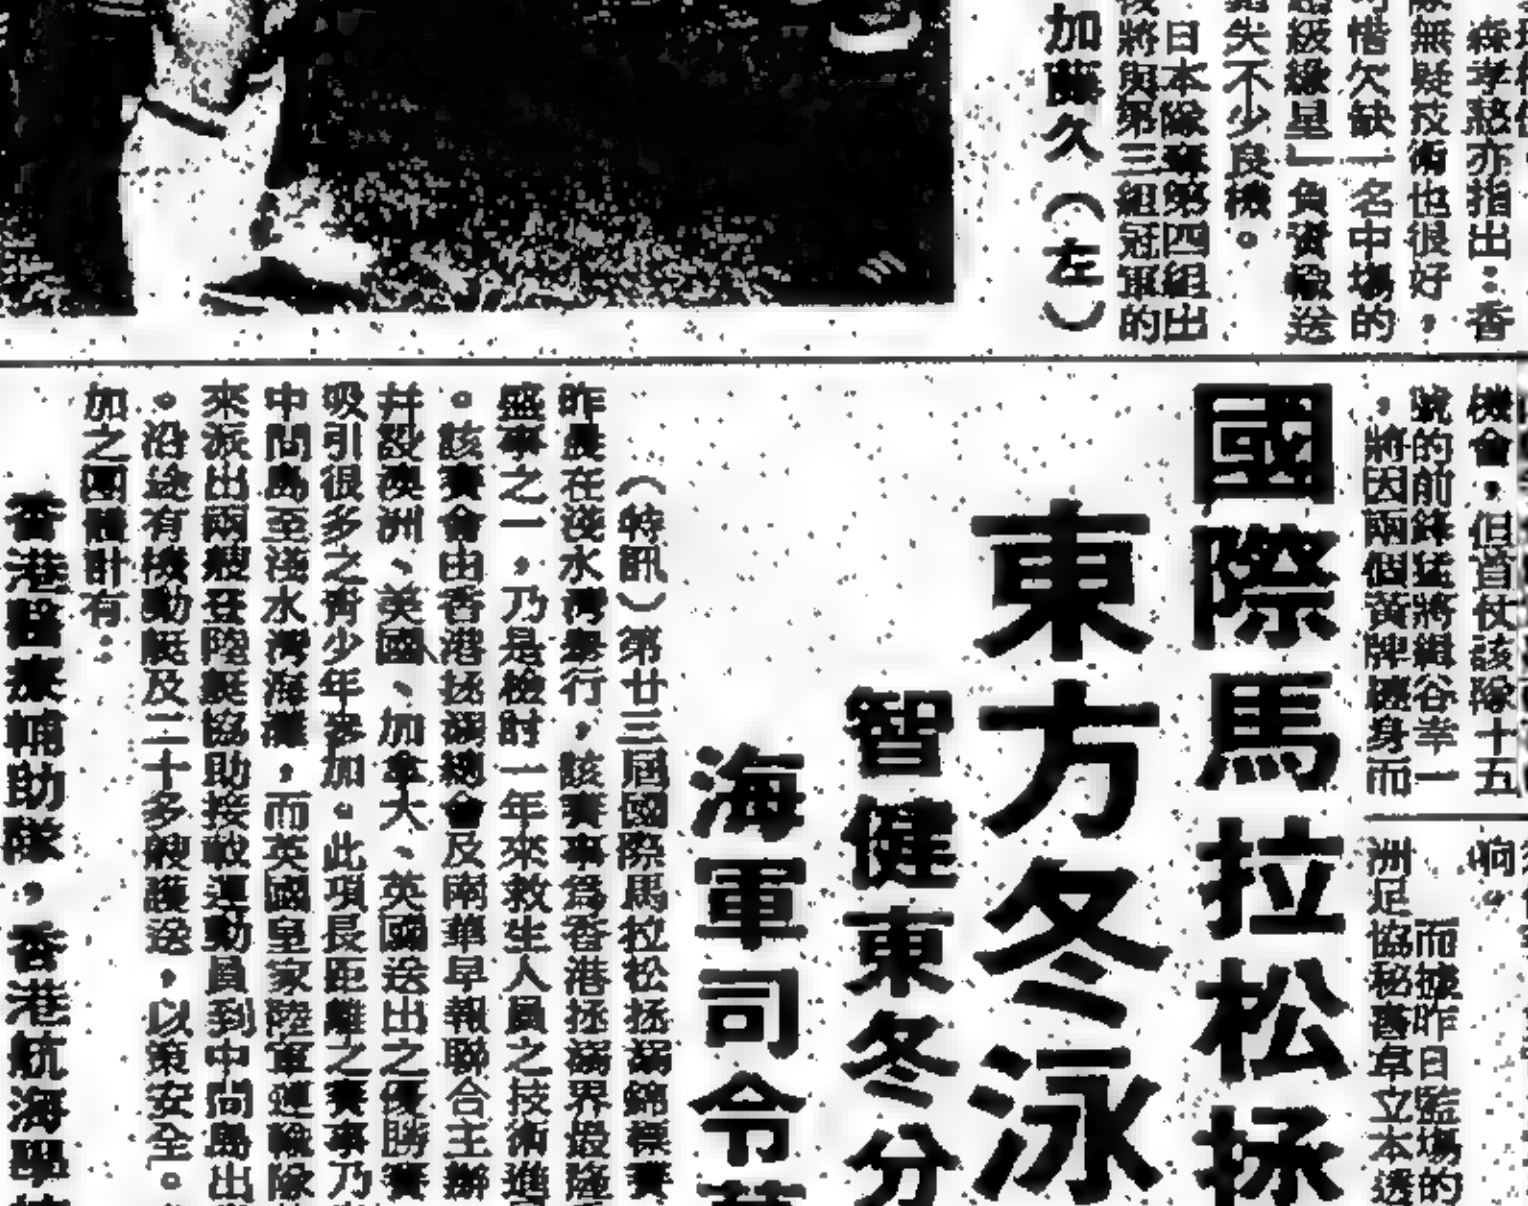 森孝慈亦指出：香
隊無疑技術也很好，
惜欠缺一名中場的
超級綠星」負責輸送
失不少良機。
日本隊奪第四組出
後將與第三組冠軍的
加藤久（左）
機會，但首仗該隊十五
號的前鋒猛將細谷幸一
，將因兩個黃牌纏身而
响。
而據昨日監場的
洲足協秘書卓立本透
國際馬拉松拯
東方冬泳
智健東冬分
海軍司令
（特訊）第廿三屆國際馬拉松拯溺錦標賽
昨晨在淺水灣舉行，該賽事為香港拯溺界最隆
盛事之一，乃是檢討一年來救生人員之技術進
。該賽會由香港拯溺總會及南華早報聯合主辦
并設澳洲、美國、加拿大、英國送出之優勝賽
吸引很多之青少年參加。此項長距離之賽事乃
中間島至淺水灣海灘，而英國皇家陸軍運輸隊
來派出兩艘登陸艇協助接載運動員到中間島出
。沿途有機動艇及二十多艘護送，以策安全。
加之團體計有：
香港醫療輔助隊，香港航海學